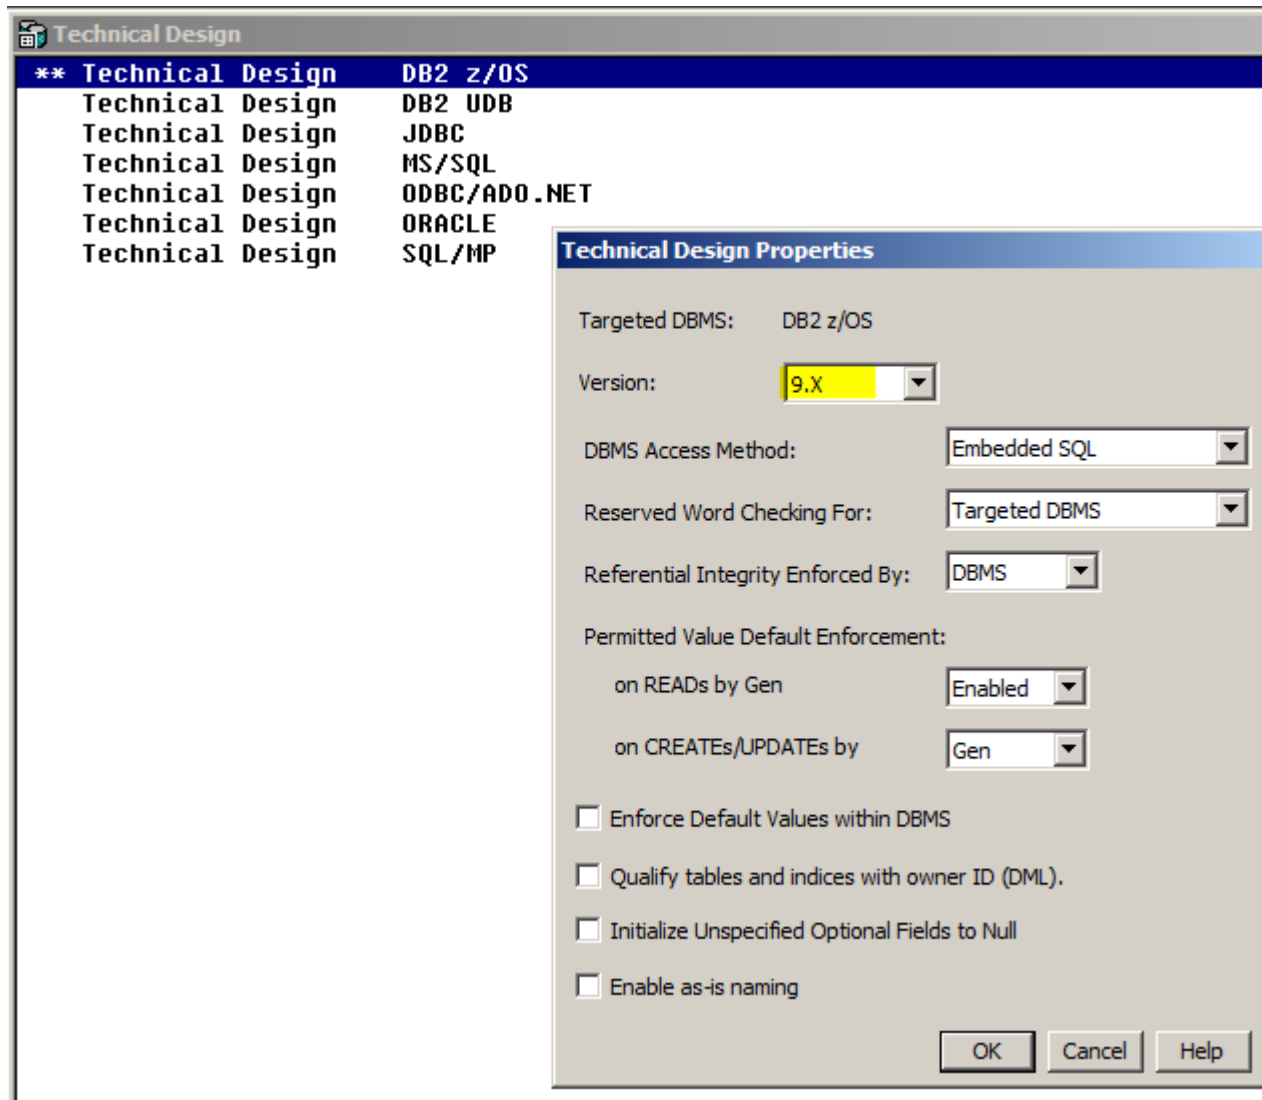 Technical Design
** Technical Design DB2 z/OS
Technical Design DB2 UDB
Technical Design JDBC
Technical Design MS/SQL
Technical Design ODBC/ADO.NET
Technical Design ORACLE
Technical Design SQL/MP
Technical Design Properties
Targeted DBMS: DB2 z/OS
Version: 9.X
DBMS Access Method: Embedded SQL
Reserved Word Checking For: Targeted DBMS
Referential Integrity Enforced By: DBMS
Permitted Value Default Enforcement:
on READs by Gen Enabled
on CREATEs/UPDATEs by Gen
Enforce Default Values within DBMS
Qualify tables and indices with owner ID (DML).
Initialize Unspecified Optional Fields to Null
Enable as-is naming
OK Cancel Help